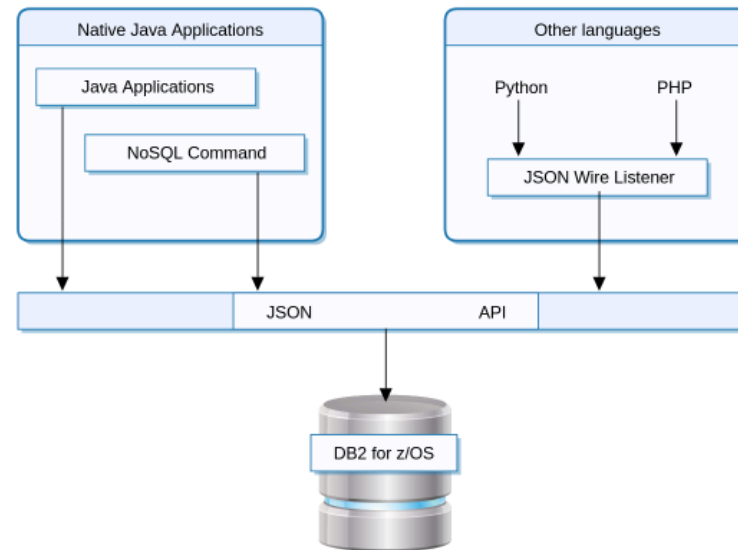 Native Java Applications
Other languages
Java Applications
Python PHP
NoSQL Command
JSON Wire Listener
JSON API
DB2 for z/OS